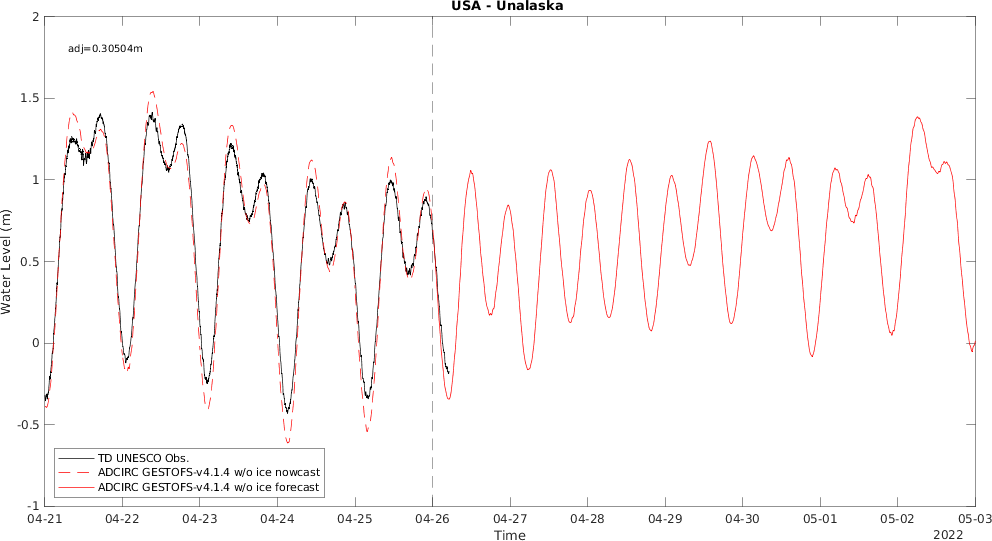 USA - Unalaska
adj=0.30504m
Water Level (m)
2
1.5
1
0.5
0
-0.5
-1
TD UNESCO Obs.
ADCIRC GESTOFS-v4.1.4 w/o ice nowcast
ADCIRC GESTOFS-v4.1.4 w/o ice forecast
04-21 04-22 04-23 04-24 04-25 04-26 04-27 04-28 04-29 04-30 05-01 05-02 05-03
Time
2022